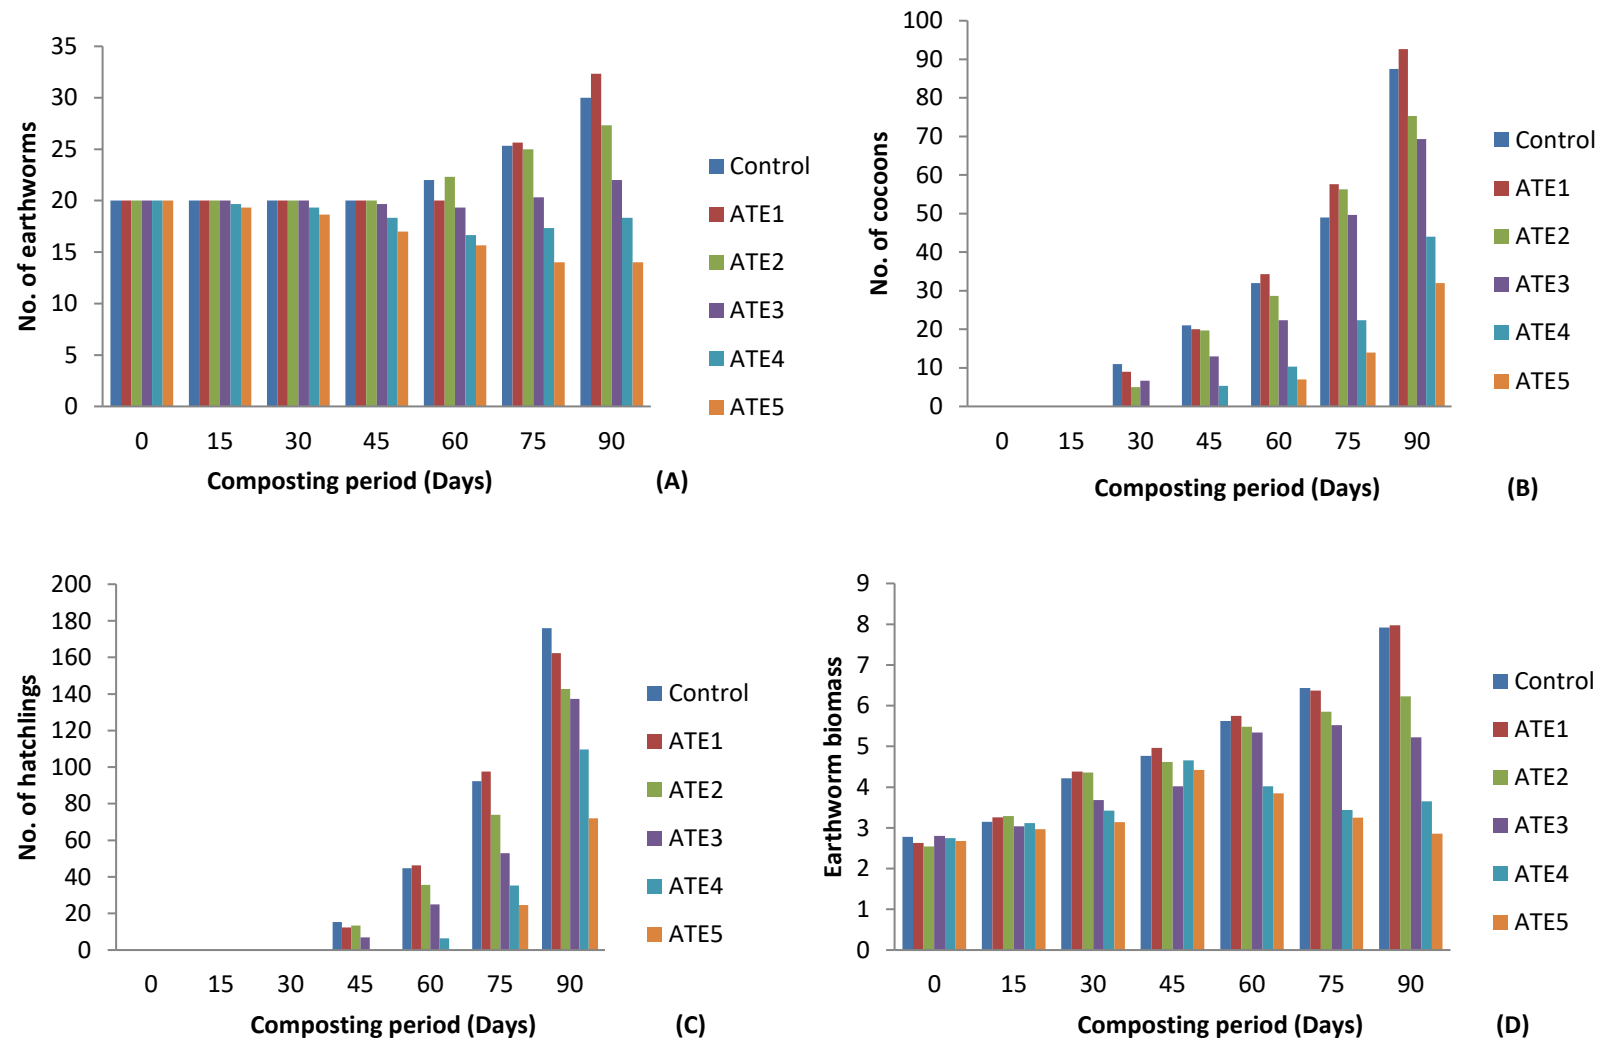 35
30
25
20
15
10
5
0
No. of earthworms
0 15 30 45 60 75 90
Composting period (Days)
(A)
Control
ATE1
ATE2
ATE3
ATE4
ATE5
100
90
80
70
60
50
40
30
20
10
0
No. of cocoons
0 15 30 45 60 75 90
Composting period (Days)
(B)
Control
ATE1
ATE2
ATE3
ATE4
ATE5
200
180
160
140
120
100
80
60
40
20
0
No. of hatchlings
0 15 30 45 60 75 90
Composting period (Days)
(C)
Control
ATE1
ATE2
ATE3
ATE4
ATE5
9
8
7
6
5
4
3
2
1
0
Earthworm biomass
0 15 30 45 60 75 90
Composting period (Days)
(D)
Control
ATE1
ATE2
ATE3
ATE4
ATE5